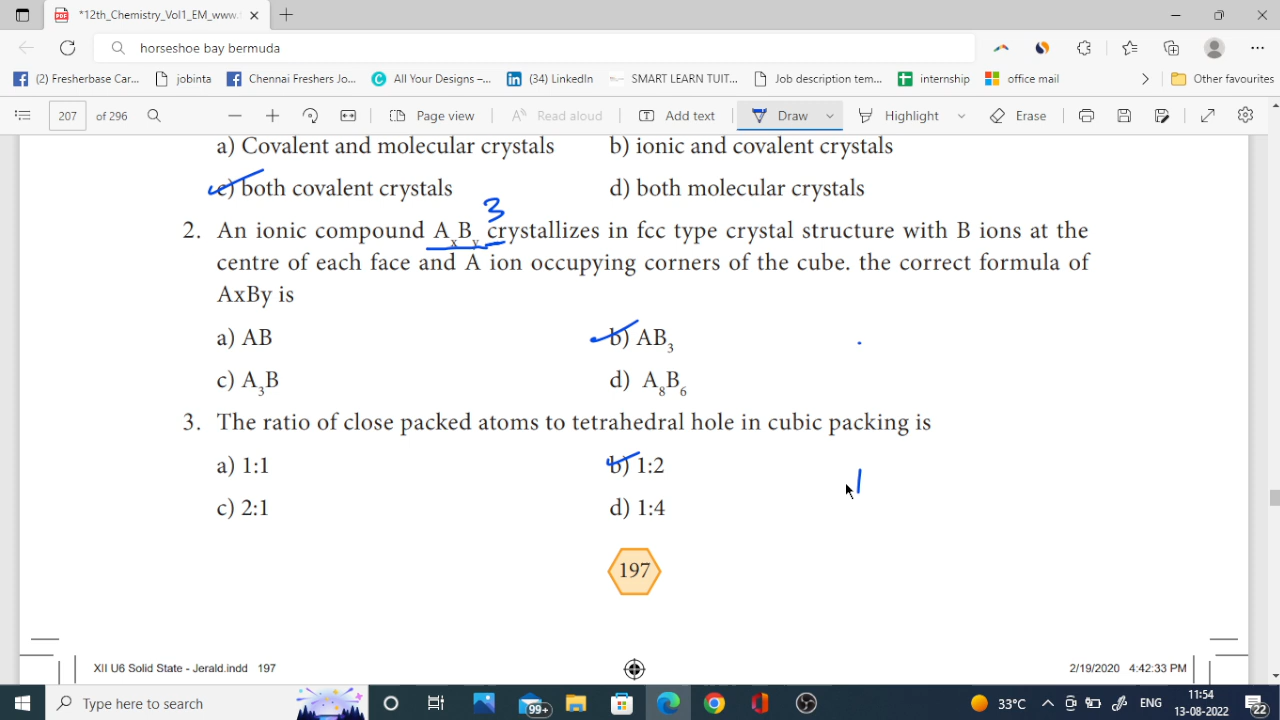 *12th_Chemistry_Vol1_EM_www.
horseshoe bay bermuda
(2) Fresherbase Car... jobinta Chennai Freshers Jo... All Your Designs –... (34) LinkedIn SMART LEARN TUIT... Job description tem... internship office mail Other favourites
207 of 296 Page view Read aloud Add text Draw Highlight Erase
a) Covalent and molecular crystals b) ionic and covalent crystals
c) both covalent crystals d) both molecular crystals
3
2. An ionic compound AxBy crystallizes in fcc type crystal structure with B ions at the
centre of each face and A ion occupying corners of the cube. the correct formula of
AxBy is
a) AB b) AB₃
c) A₃B d) A₈B₆
3. The ratio of close packed atoms to tetrahedral hole in cubic packing is
a) 1:1 b) 1:2
1
c) 2:1 d) 1:4
197
XII U6 Solid State - Jerald.indd 197 2/19/2020 4:42:33 PM
Type here to search 99+ 33°C ENG 11:54
13-08-2022 22